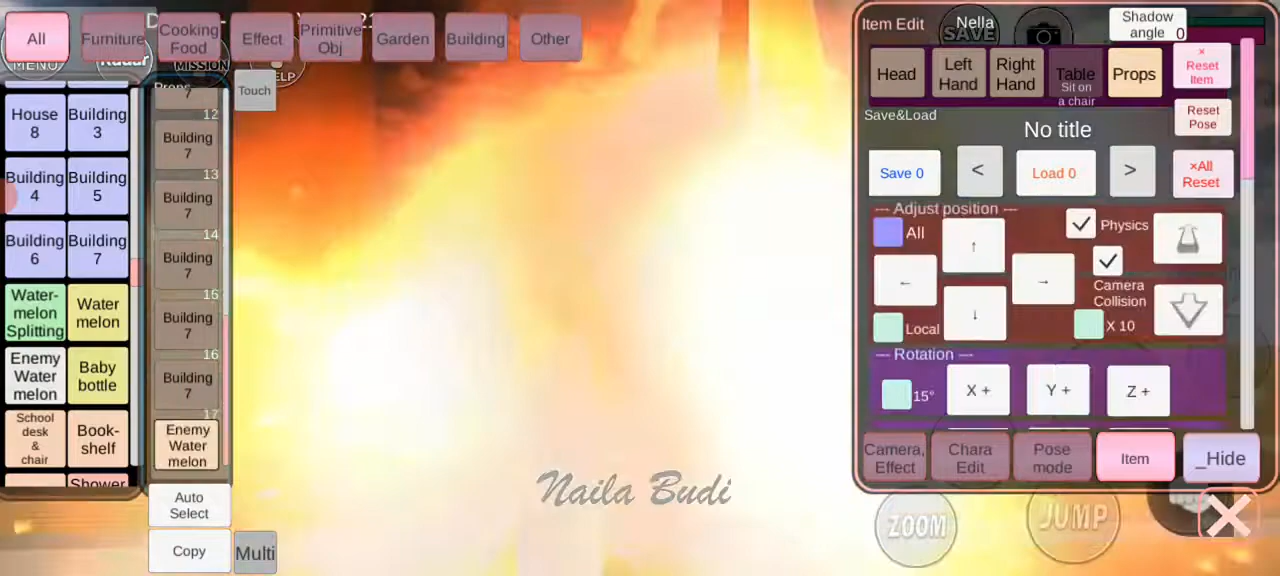 All
Furniture
Cooking
Food
Effect
Primitive
Obj
Garden
Building
Other
MENU
Radar
MISSION
Touch
Props
House
8
Building
3
Building
4
Building
5
Building
6
Building
7
Water-
melon
Splitting
Water
melon
Enemy
Water
melon
Baby
bottle
School
desk
&
chair
Book-
shelf
Shower
7
12
Building
7
13
Building
7
14
Building
7
15
Building
7
16
Building
7
17
Enemy
Water
melon
Auto
Select
Copy
Multi
Naila Budi
Item Edit
Nella
SAVE
Shadow
angle 0
Head
Left
Hand
Right
Hand
Table
Sit on
a chair
Props
×
Reset
Item
Reset
Pose
Save&Load
No title
Save 0
<
Load 0
>
×All
Reset
--- Adjust position ---
All
↑
Physics
←
→
Camera
Collision
Local
↓
X 10
--- Rotation ---
15°
X +
Y +
Z +
Camera,
Effect
Chara
Edit
Pose
mode
Item
_Hide
ZOOM
JUMP